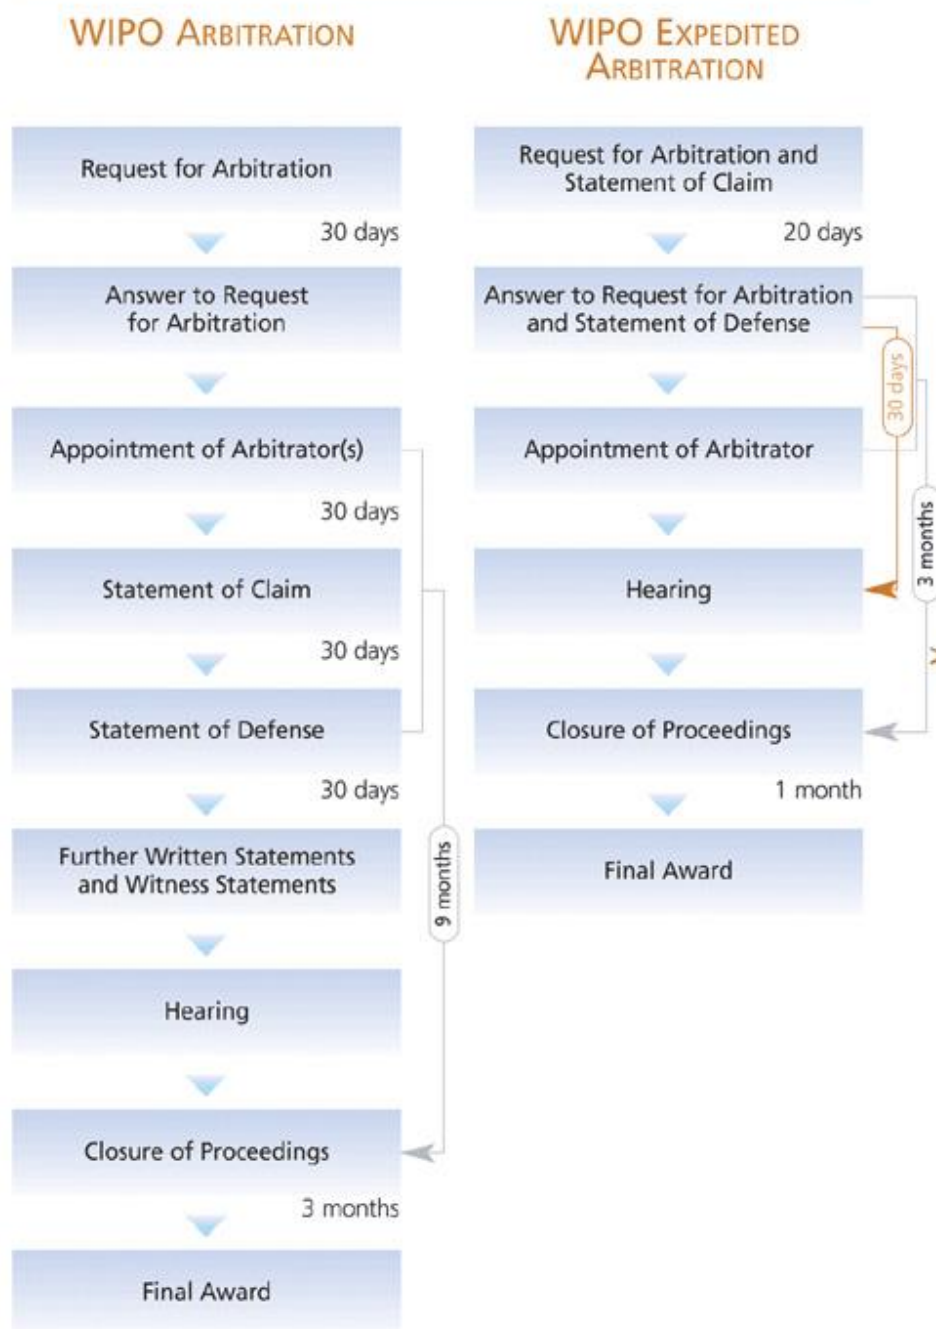 WIPO ARBITRATION
Request for Arbitration
30 days
Answer to Request
for Arbitration
Appointment of Arbitrator(s)
30 days
Statement of Claim
30 days
Statement of Defense
30 days
Further Written Statements
and Witness Statements
9 months
Hearing
Closure of Proceedings
3 months
Final Award
WIPO EXPEDITED
ARBITRATION
Request for Arbitration and
Statement of Claim
20 days
Answer to Request for Arbitration
and Statement of Defense
30 days
Appointment of Arbitrator
3 months
Hearing
Closure of Proceedings
1 month
Final Award